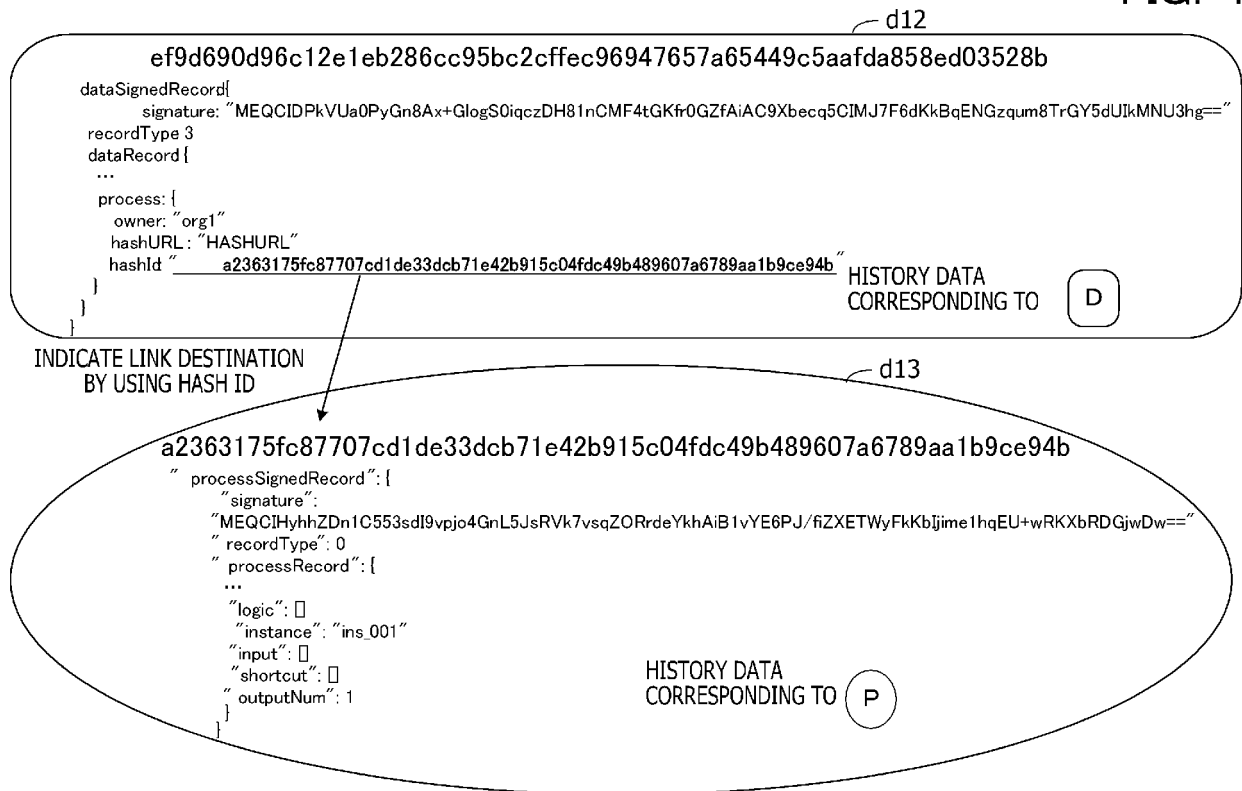 d12
ef9d690d96c12e1eb286cc95bc2cffec96947657a65449c5aafda858ed03528b
dataSignedRecord{
signature: "MEQCIDPkVUa0PyGn8Ax+GlogS0iqczDH81nCMF4tGKfr0GZfAiAC9Xbecq5CIMJ7F6dKkBqENGzqum8TrGY5dUIkMNU3hg=="
recordType 3
dataRecord{
...
process: {
owner: "org1"
hashURL : "HASHURL"
hashId: " a2363175fc87707cd1de33dcb71e42b915c04fdc49b489607a6789aa1b9ce94b "
}
}
}
HISTORY DATA
CORRESPONDING TO D
INDICATE LINK DESTINATION
BY USING HASH ID
d13
a2363175fc87707cd1de33dcb71e42b915c04fdc49b489607a6789aa1b9ce94b
" processSignedRecord": {
"signature":
"MEQCIHyhhZDn1C553sdI9vpjo4GnL5JsRVk7vsqZORrdeYkhAiB1vYE6PJ/fiZXETWyFkKbIjime1hqEU+wRKXbRDGjwDw=="
" recordType": 0
" processRecord": {
...
"logic": []
"instance": "ins_001"
"input": []
"shortcut": []
" outputNum": 1
}
}
HISTORY DATA
CORRESPONDING TO P